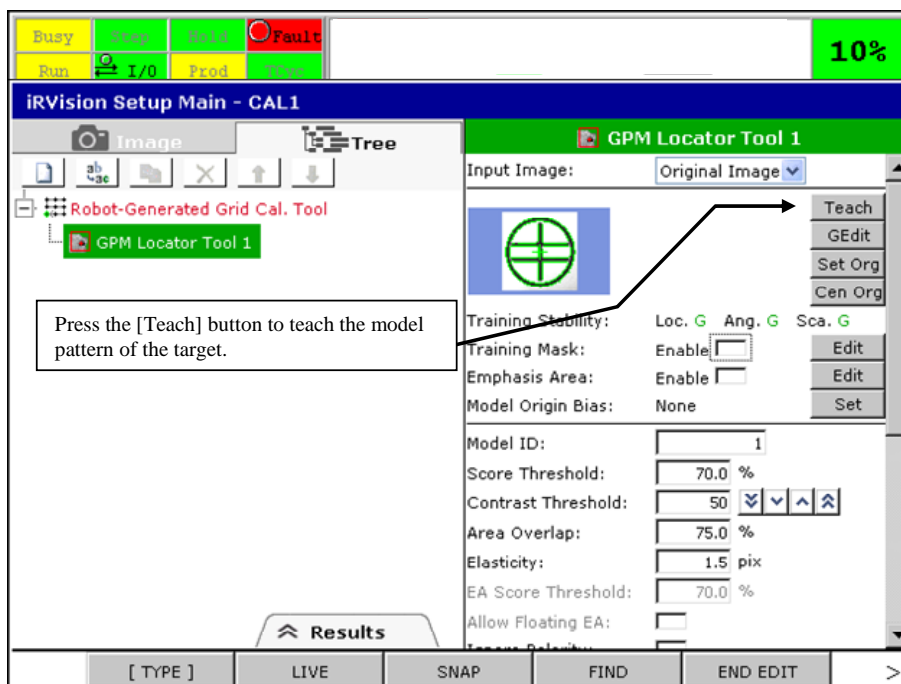 Busy Step Hold Fault
Run I/O Prod TCyc
10%
iRVision Setup Main - CAL1
Image Tree
Robot-Generated Grid Cal. Tool
GPM Locator Tool 1
Press the [Teach] button to teach the model
pattern of the target.
Results
GPM Locator Tool 1
Input Image: Original Image
Teach
GEdit
Set Org
Cen Org
Training Stability: Loc. G Ang. G Sca. G
Training Mask: Enable Edit
Emphasis Area: Enable Edit
Model Origin Bias: None Set
Model ID: 1
Score Threshold: 70.0 %
Contrast Threshold: 50
Area Overlap: 75.0 %
Elasticity: 1.5 pix
EA Score Threshold: 70.0 %
Allow Floating EA:
Ignore Polarity:
[ TYPE ] LIVE SNAP FIND END EDIT >